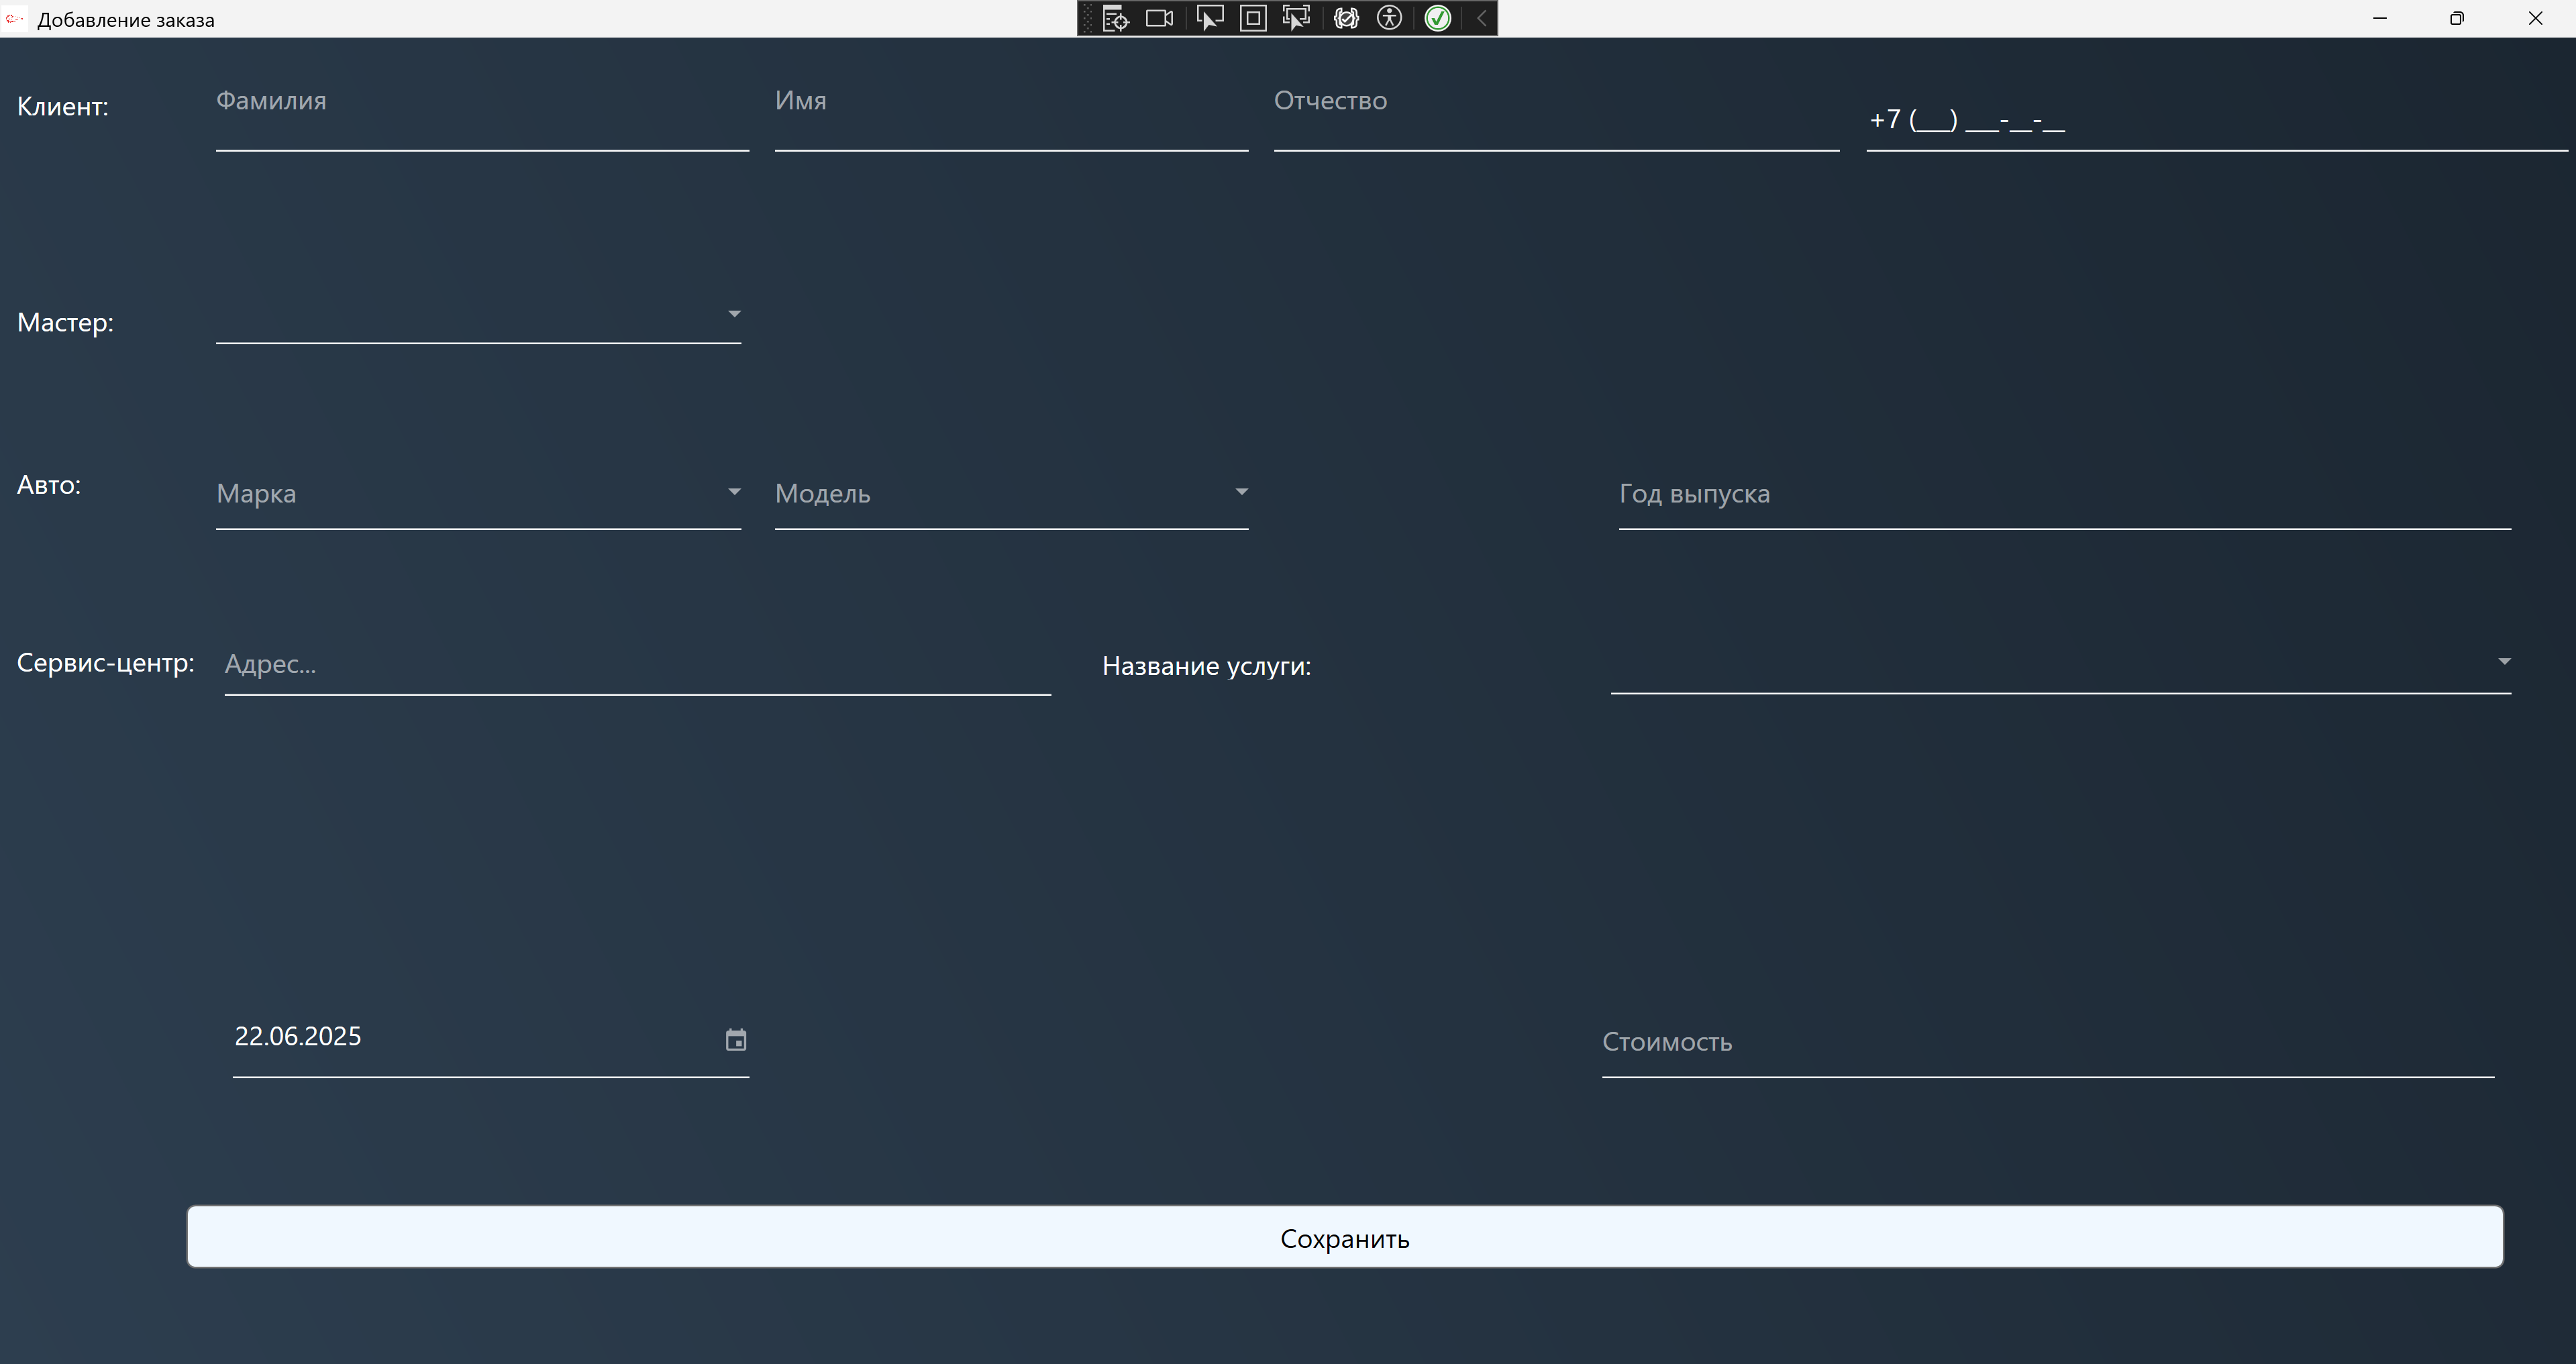 Добавление заказа
Клиент:
Фамилия
Имя
Отчество
+7 (___) ___-__-__
Мастер:
Авто:
Марка
Модель
Год выпуска
Сервис-центр:
Адрес...
Название услуги:
22.06.2025
Стоимость
Сохранить